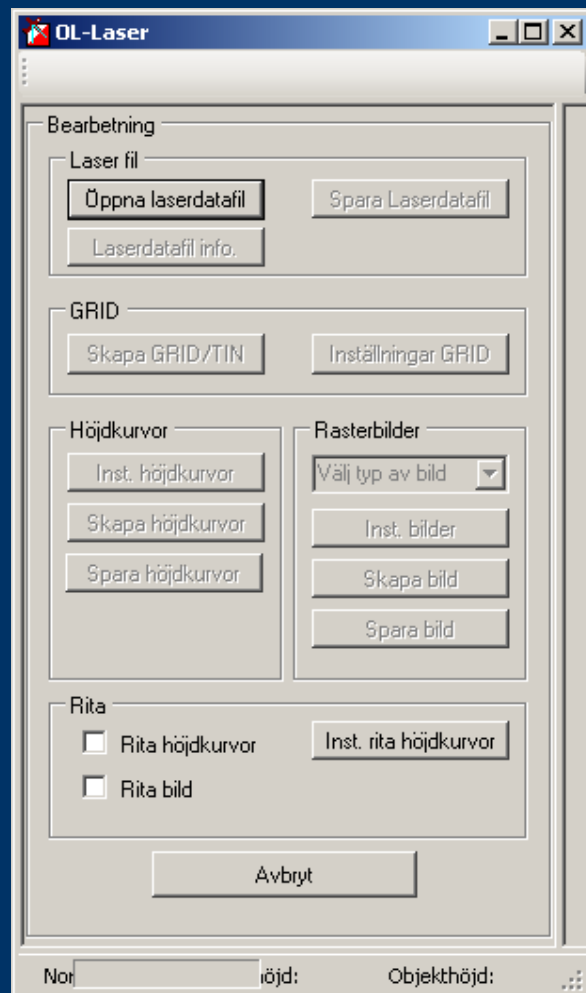 OL-Laser
Bearbetning
Laser fil
Öppna laserdatafil
Spara Laserdatafil
Laserdatafil info.
GRID
Skapa GRID/TIN
Inställningar GRID
Höjdkurvor
Inst. höjdkurvor
Skapa höjdkurvor
Spara höjdkurvor
Rasterbilder
Välj typ av bild
Inst. bilder
Skapa bild
Spara bild
Rita
Rita höjdkurvor
Inst. rita höjdkurvor
Rita bild
Avbryt
Objekthöjd: